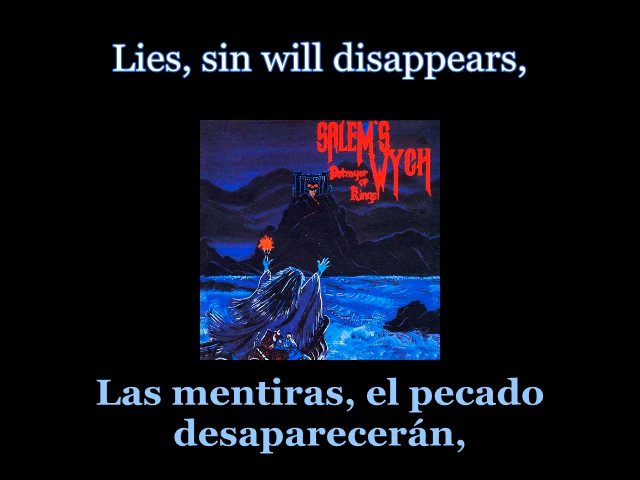 Lies, sin will disappears,
SALEM'S
WYCH
Betrayer
of
Kings
Las mentiras, el pecado
desaparecerán,